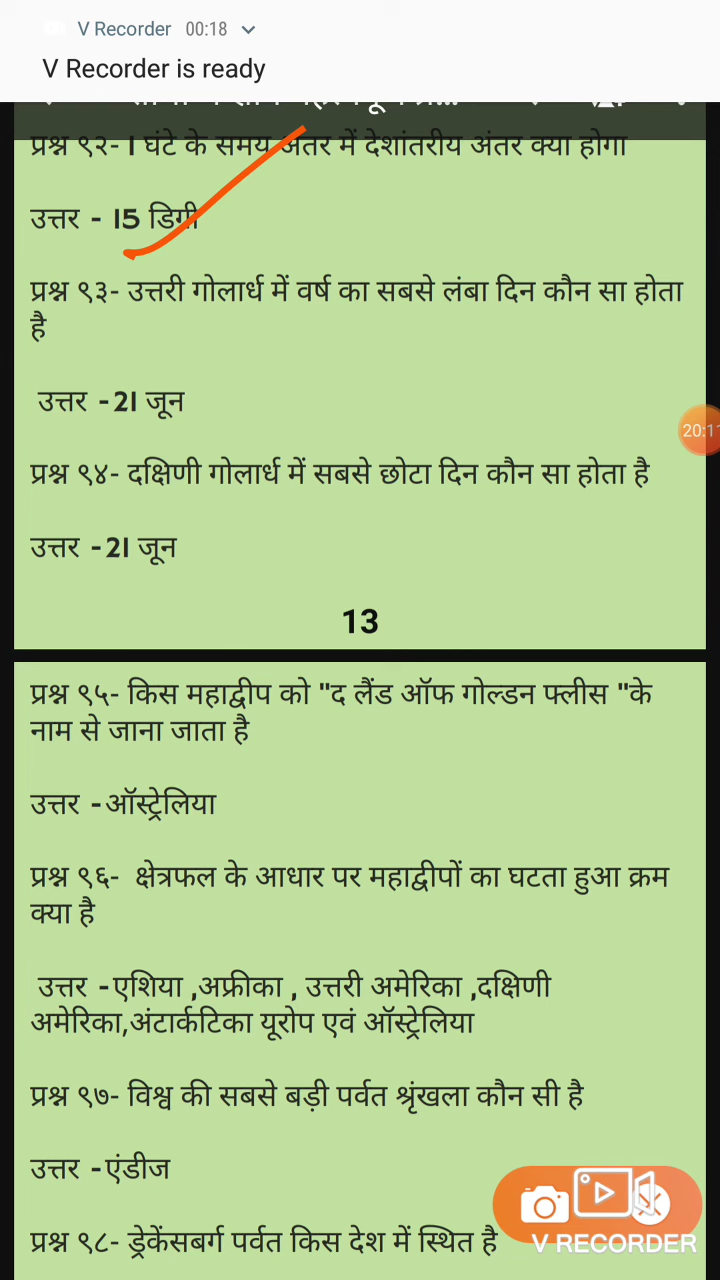 V Recorder 00:18
V Recorder is ready
प्रश्न ९२- 1 घंटे के समय अंतर में देशांतरीय अंतर क्या होगा
उत्तर - 15 डिग्री
प्रश्न ९३- उत्तरी गोलार्ध में वर्ष का सबसे लंबा दिन कौन सा होता
है
उत्तर -21 जून
20:1
प्रश्न ९४- दक्षिणी गोलार्ध में सबसे छोटा दिन कौन सा होता है
उत्तर -21 जून
13
प्रश्न ९५- किस महाद्वीप को "द लैंड ऑफ गोल्डन फ्लीस "के
नाम से जाना जाता है
उत्तर -ऑस्ट्रेलिया
प्रश्न ९६- क्षेत्रफल के आधार पर महाद्वीपों का घटता हुआ क्रम
क्या है
उत्तर -एशिया ,अफ्रीका , उत्तरी अमेरिका ,दक्षिणी
अमेरिका,अंटार्कटिका यूरोप एवं ऑस्ट्रेलिया
प्रश्न ९७- विश्व की सबसे बड़ी पर्वत श्रृंखला कौन सी है
उत्तर -एंडीज
प्रश्न ९८- ड्रेकेंसबर्ग पर्वत किस देश में स्थित है
V RECORDER